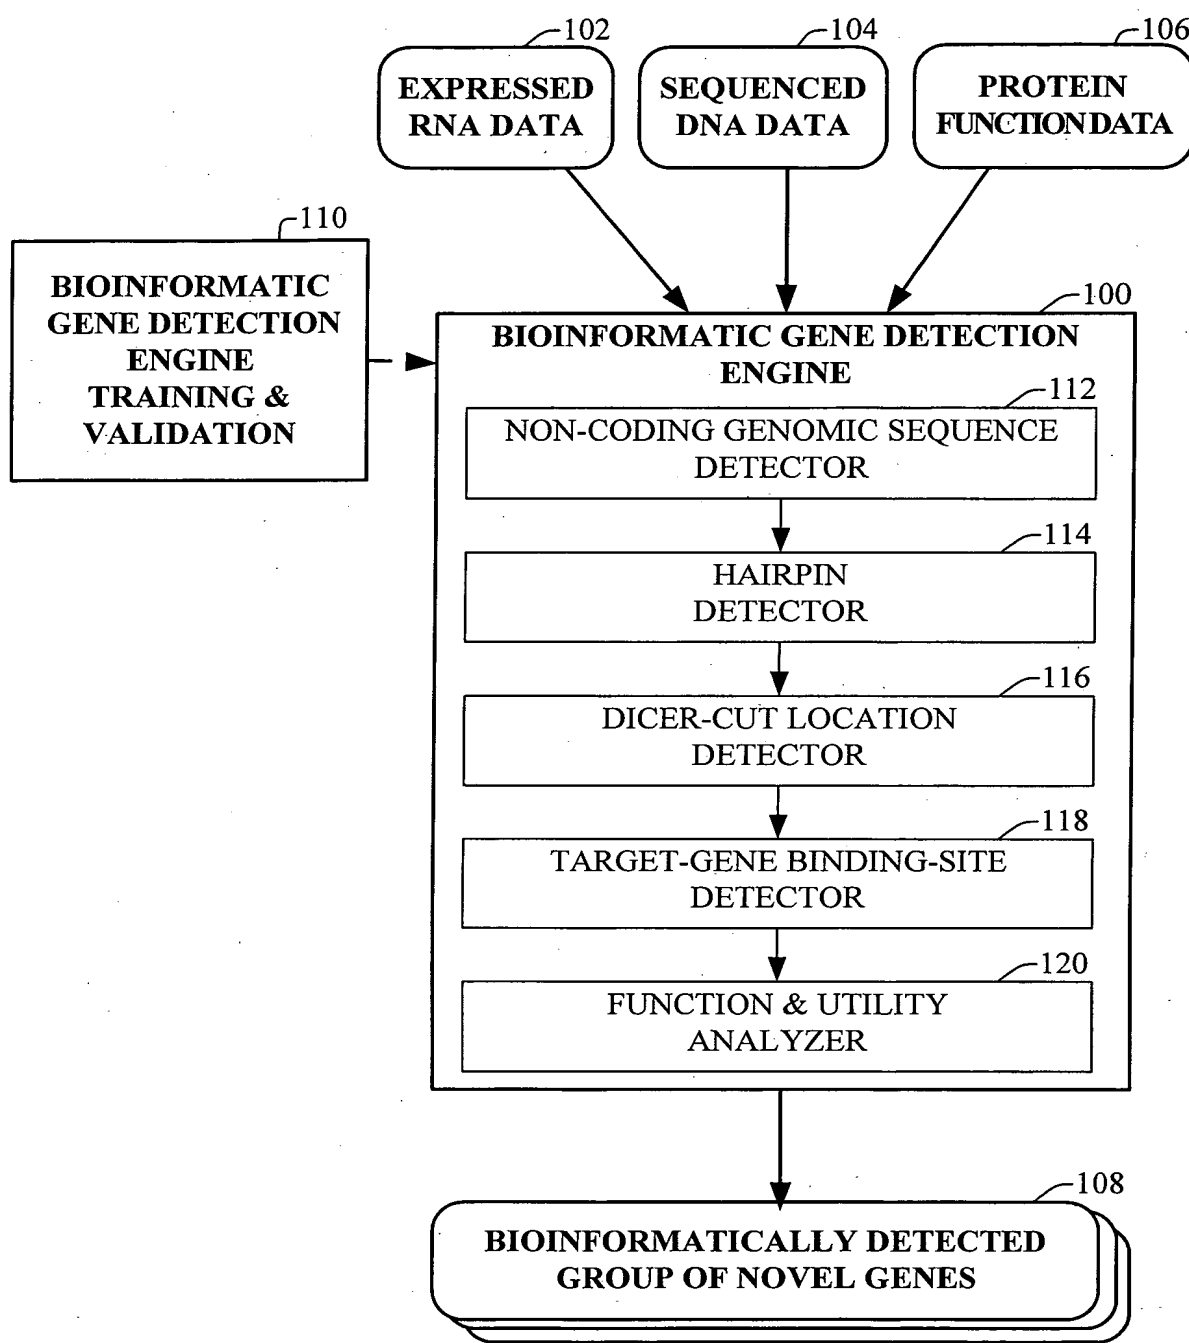 102
104
106
EXPRESSED
RNA DATA
SEQUENCED
DNA DATA
PROTEIN
FUNCTION DATA
110
BIOINFORMATIC
GENE DETECTION
ENGINE
TRAINING &
VALIDATION
100
BIOINFORMATIC GENE DETECTION
ENGINE
112
NON-CODING GENOMIC SEQUENCE
DETECTOR
114
HAIRPIN
DETECTOR
116
DICER-CUT LOCATION
DETECTOR
118
TARGET-GENE BINDING-SITE
DETECTOR
120
FUNCTION & UTILITY
ANALYZER
108
BIOINFORMATICALLY DETECTED
GROUP OF NOVEL GENES